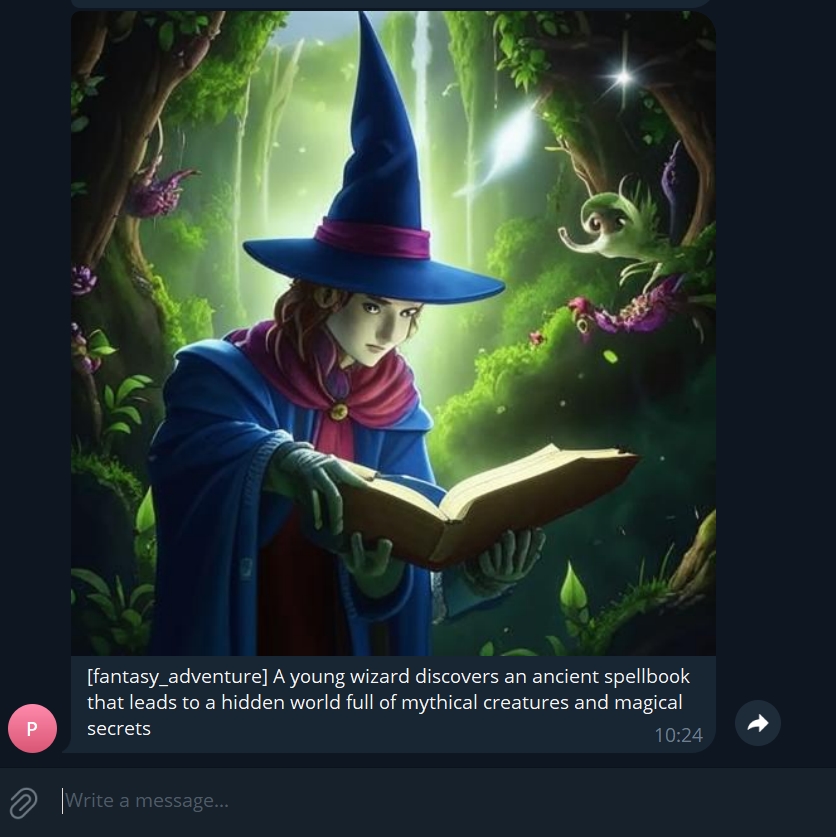 [fantasy_adventure] A young wizard discovers an ancient spellbook
that leads to a hidden world full of mythical creatures and magical
secrets
10:24
P
Write a message...